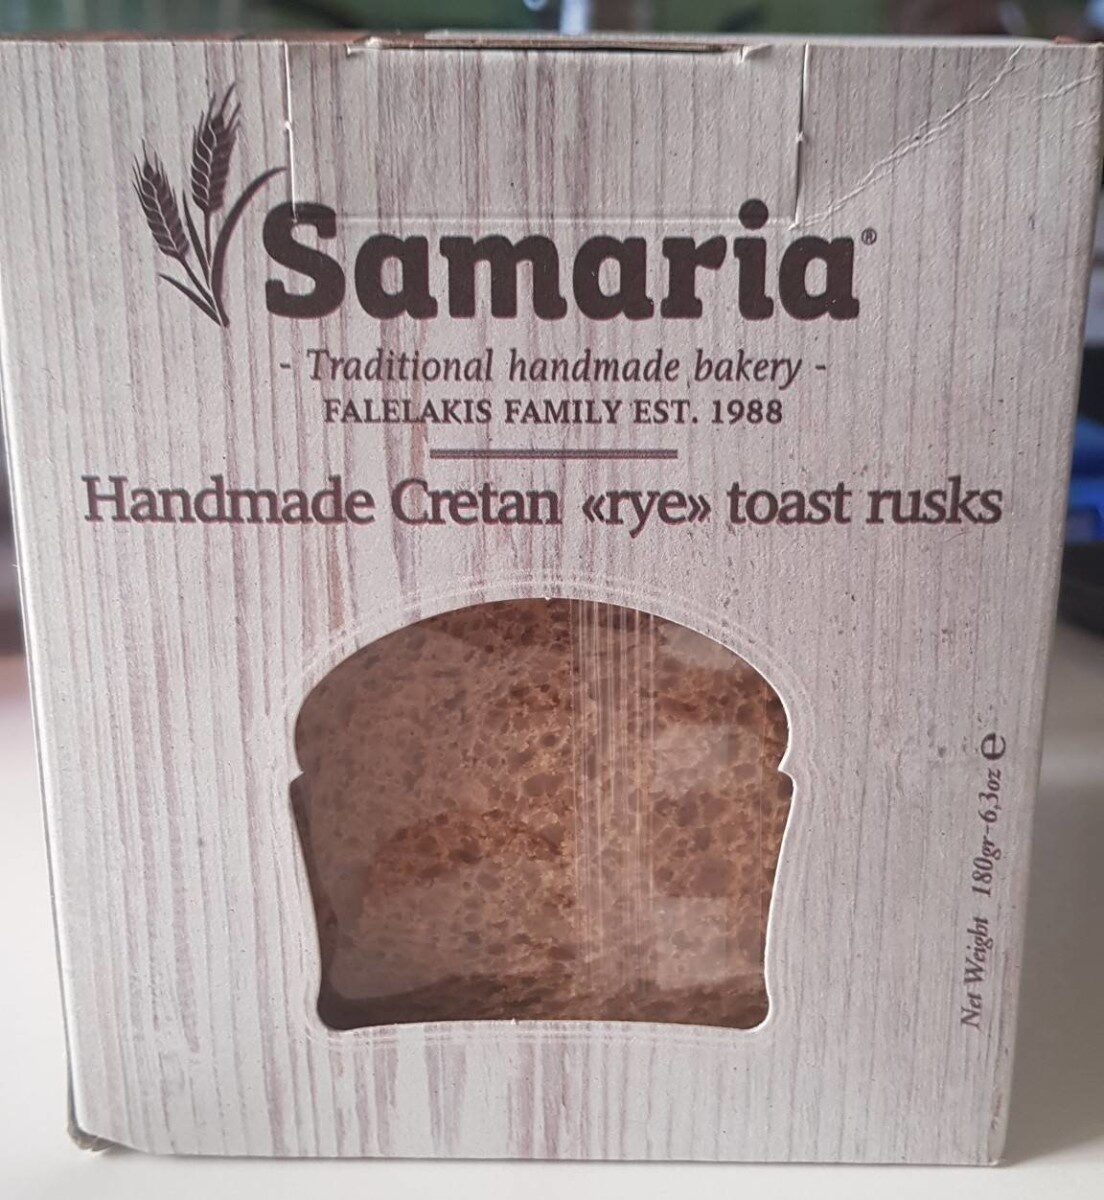 Samaria®
- Traditional handmade bakery -
FALELAKIS FAMILY EST. 1988
Handmade Cretan «rye» toast rusks
Net Weight 180gr-6,3oz e